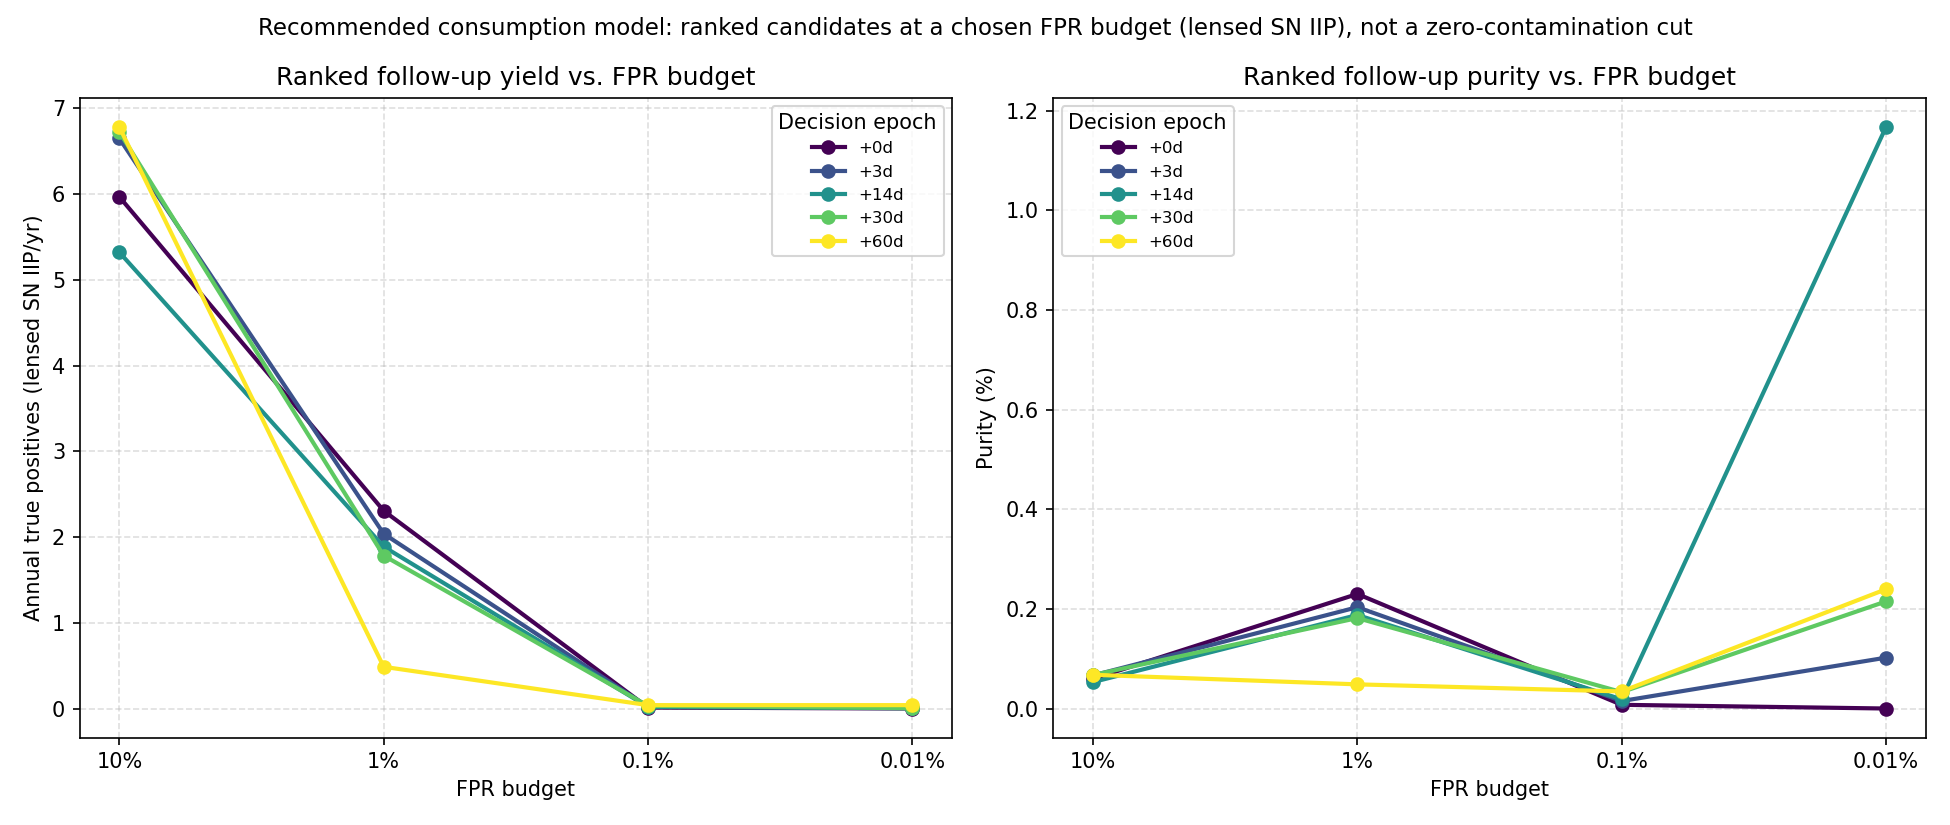 Recommended consumption model: ranked candidates at a chosen FPR budget (lensed SN IIP), not a zero-contamination cut
Ranked follow-up yield vs. FPR budget
Annual true positives (lensed SN IIP/yr)
7
6
5
4
3
2
1
0
Decision epoch
+0d
+3d
+14d
+30d
+60d
10%
1%
0.1%
0.01%
FPR budget
Ranked follow-up purity vs. FPR budget
Purity (%)
1.2
1.0
0.8
0.6
0.4
0.2
0.0
Decision epoch
+0d
+3d
+14d
+30d
+60d
10%
1%
0.1%
0.01%
FPR budget